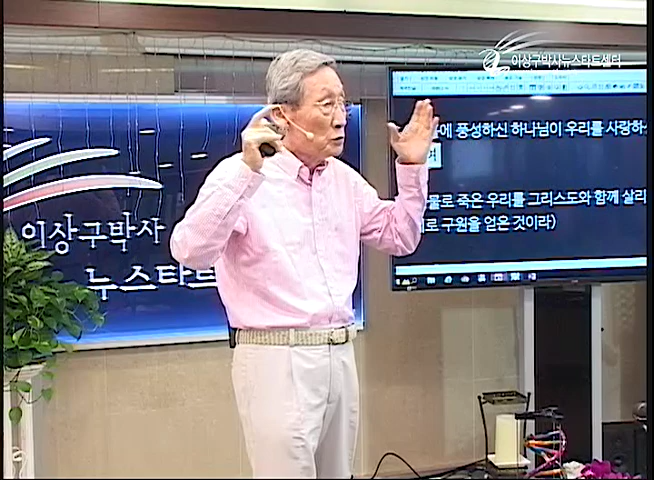 이상구박사뉴스타트센터
이상구박사
뉴스타트
에 풍성하신 하나님이 우리를 사랑하
물로 죽은 우리를 그리스도와 함께 살리
로 구원을 얻은 것이라)